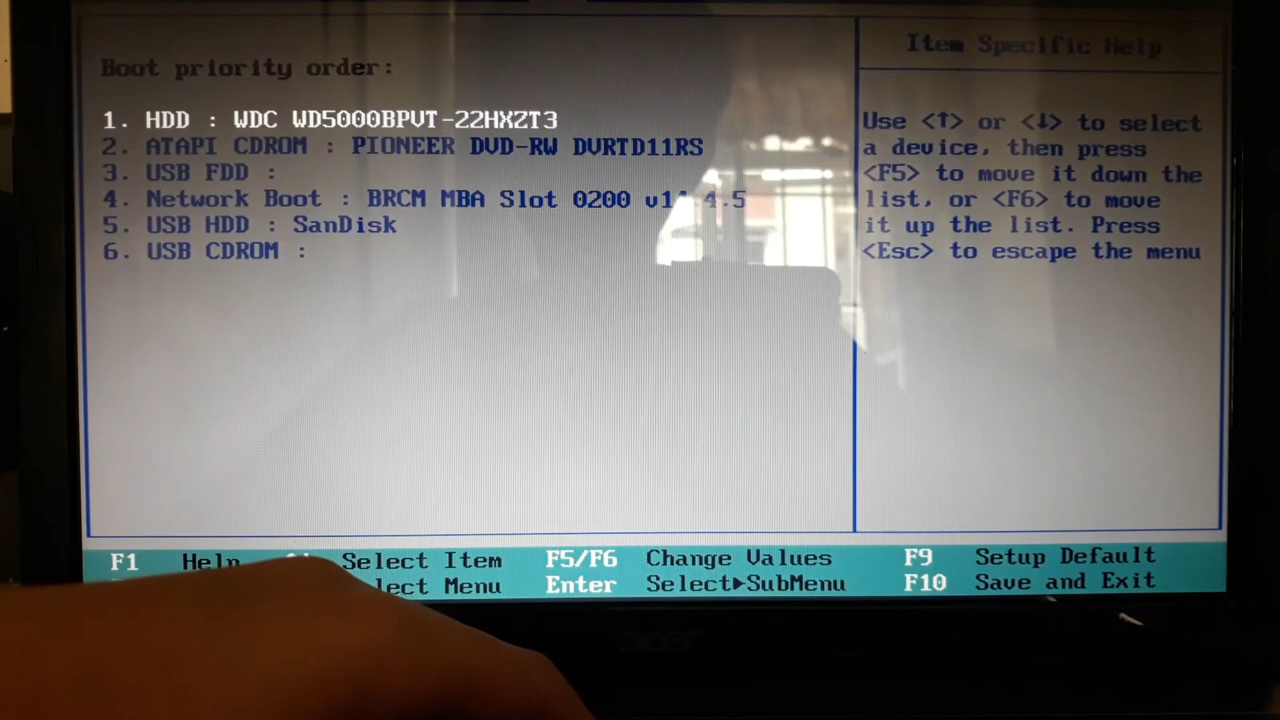 Boot priority order:
1. HDD : WDC WD5000BPVT-22HXZT3
2. ATAPI CDROM : PIONEER DVD-RW DVRTD11RS
3. USB FDD :
4. Network Boot : BRCM MBA Slot 0200 4.5
5. USB HDD : SanDisk
6. USB CDROM :
Item Specific Help
Use <↑> or <↓> to select
a device, then press
<F5> to move it down the
list, or <F6> to move
it up the list. Press
<Esc> to escape the menu
F1 Help Select Item F5/F6 Change Values F9 Setup Default
Menu Enter Select▶SubMenu F10 Save and Exit
acer